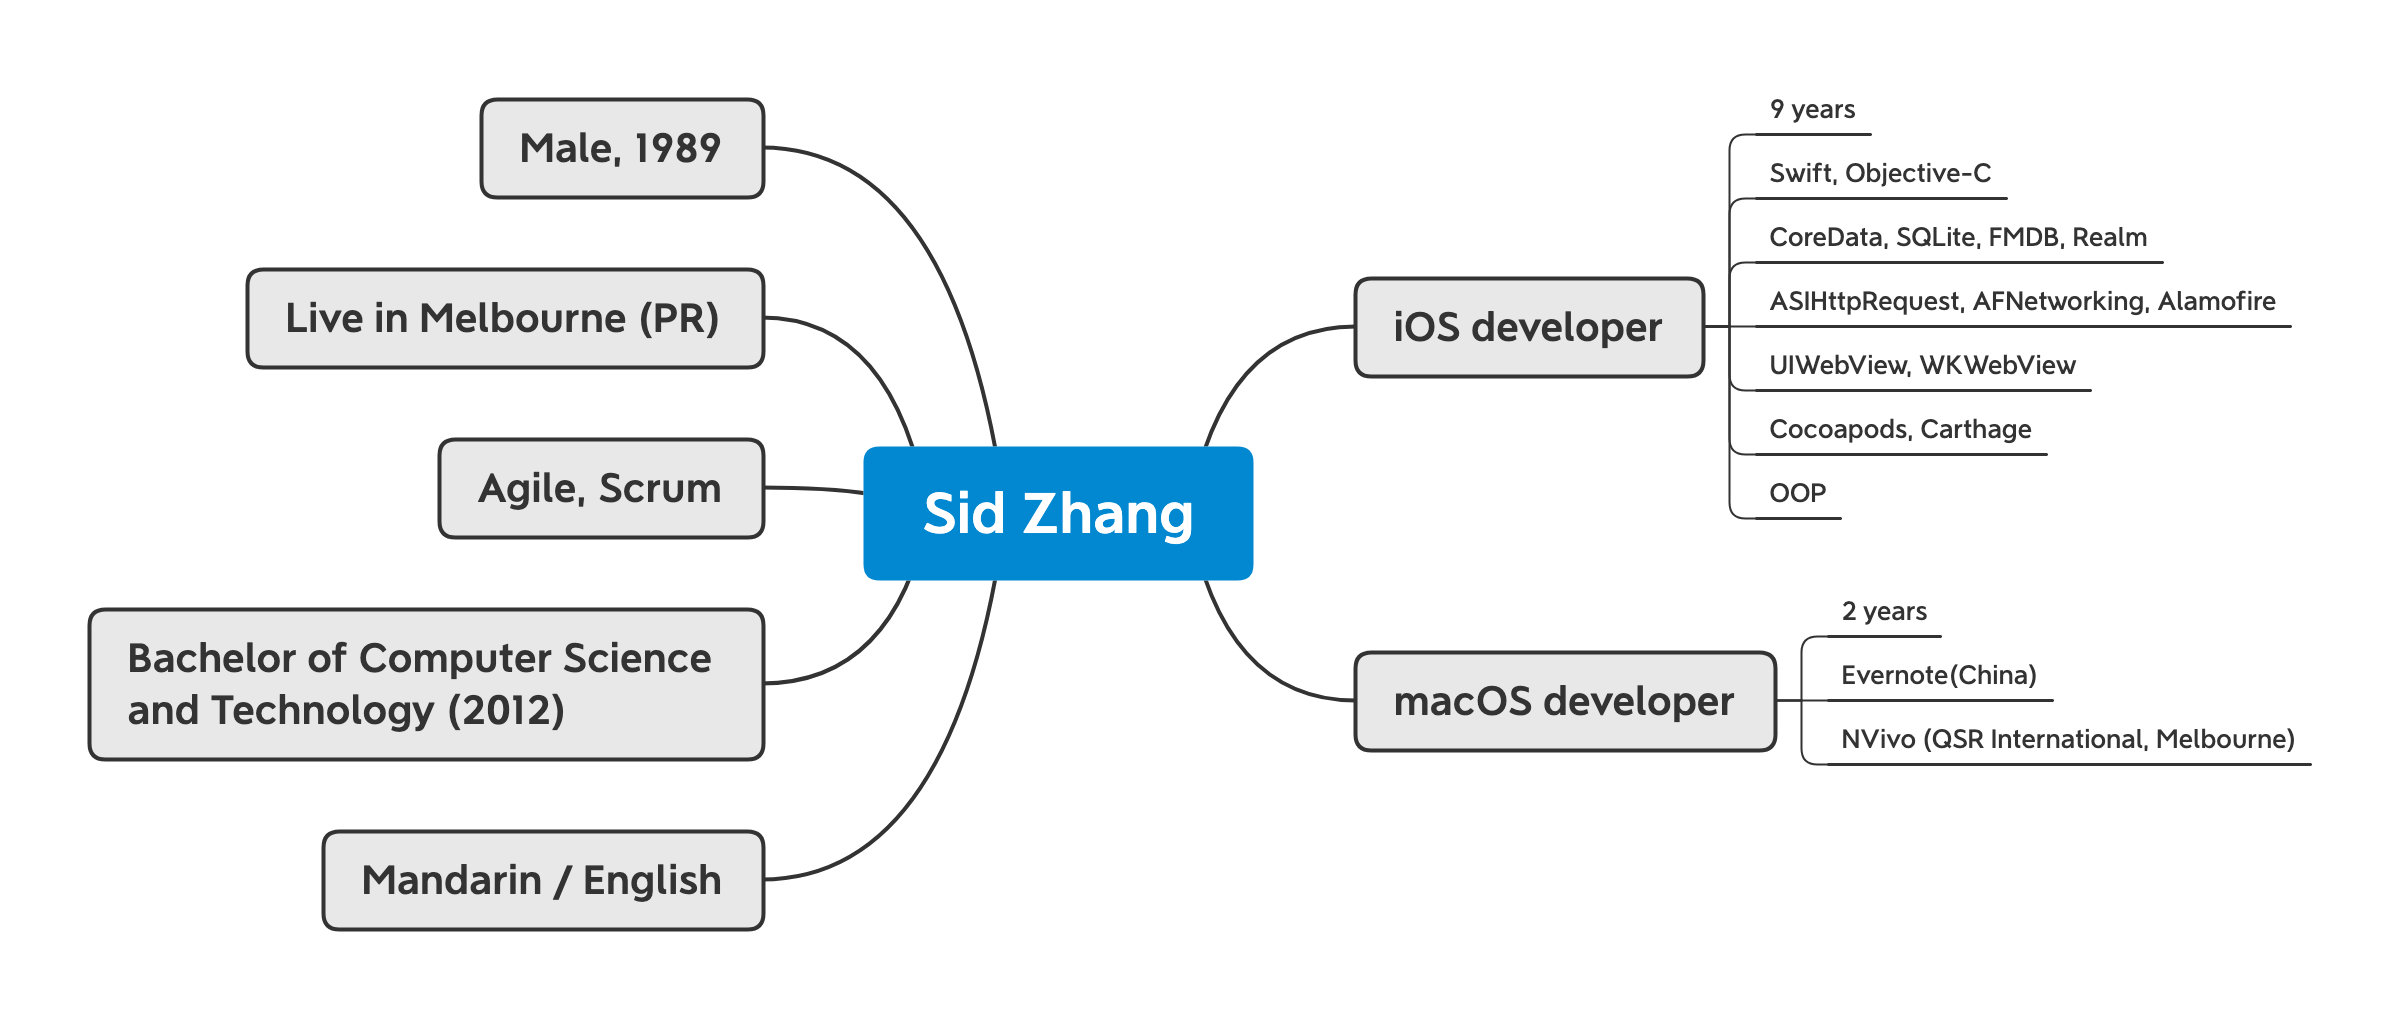 Sid Zhang
Male, 1989
Live in Melbourne (PR)
Agile, Scrum
Bachelor of Computer Science
and Technology (2012)
Mandarin / English
iOS developer
9 years
Swift, Objective-C
CoreData, SQLite, FMDB, Realm
ASIHttpRequest, AFNetworking, Alamofire
UIWebView, WKWebView
Cocoapods, Carthage
OOP
macOS developer
2 years
Evernote(China)
NVivo (QSR International, Melbourne)